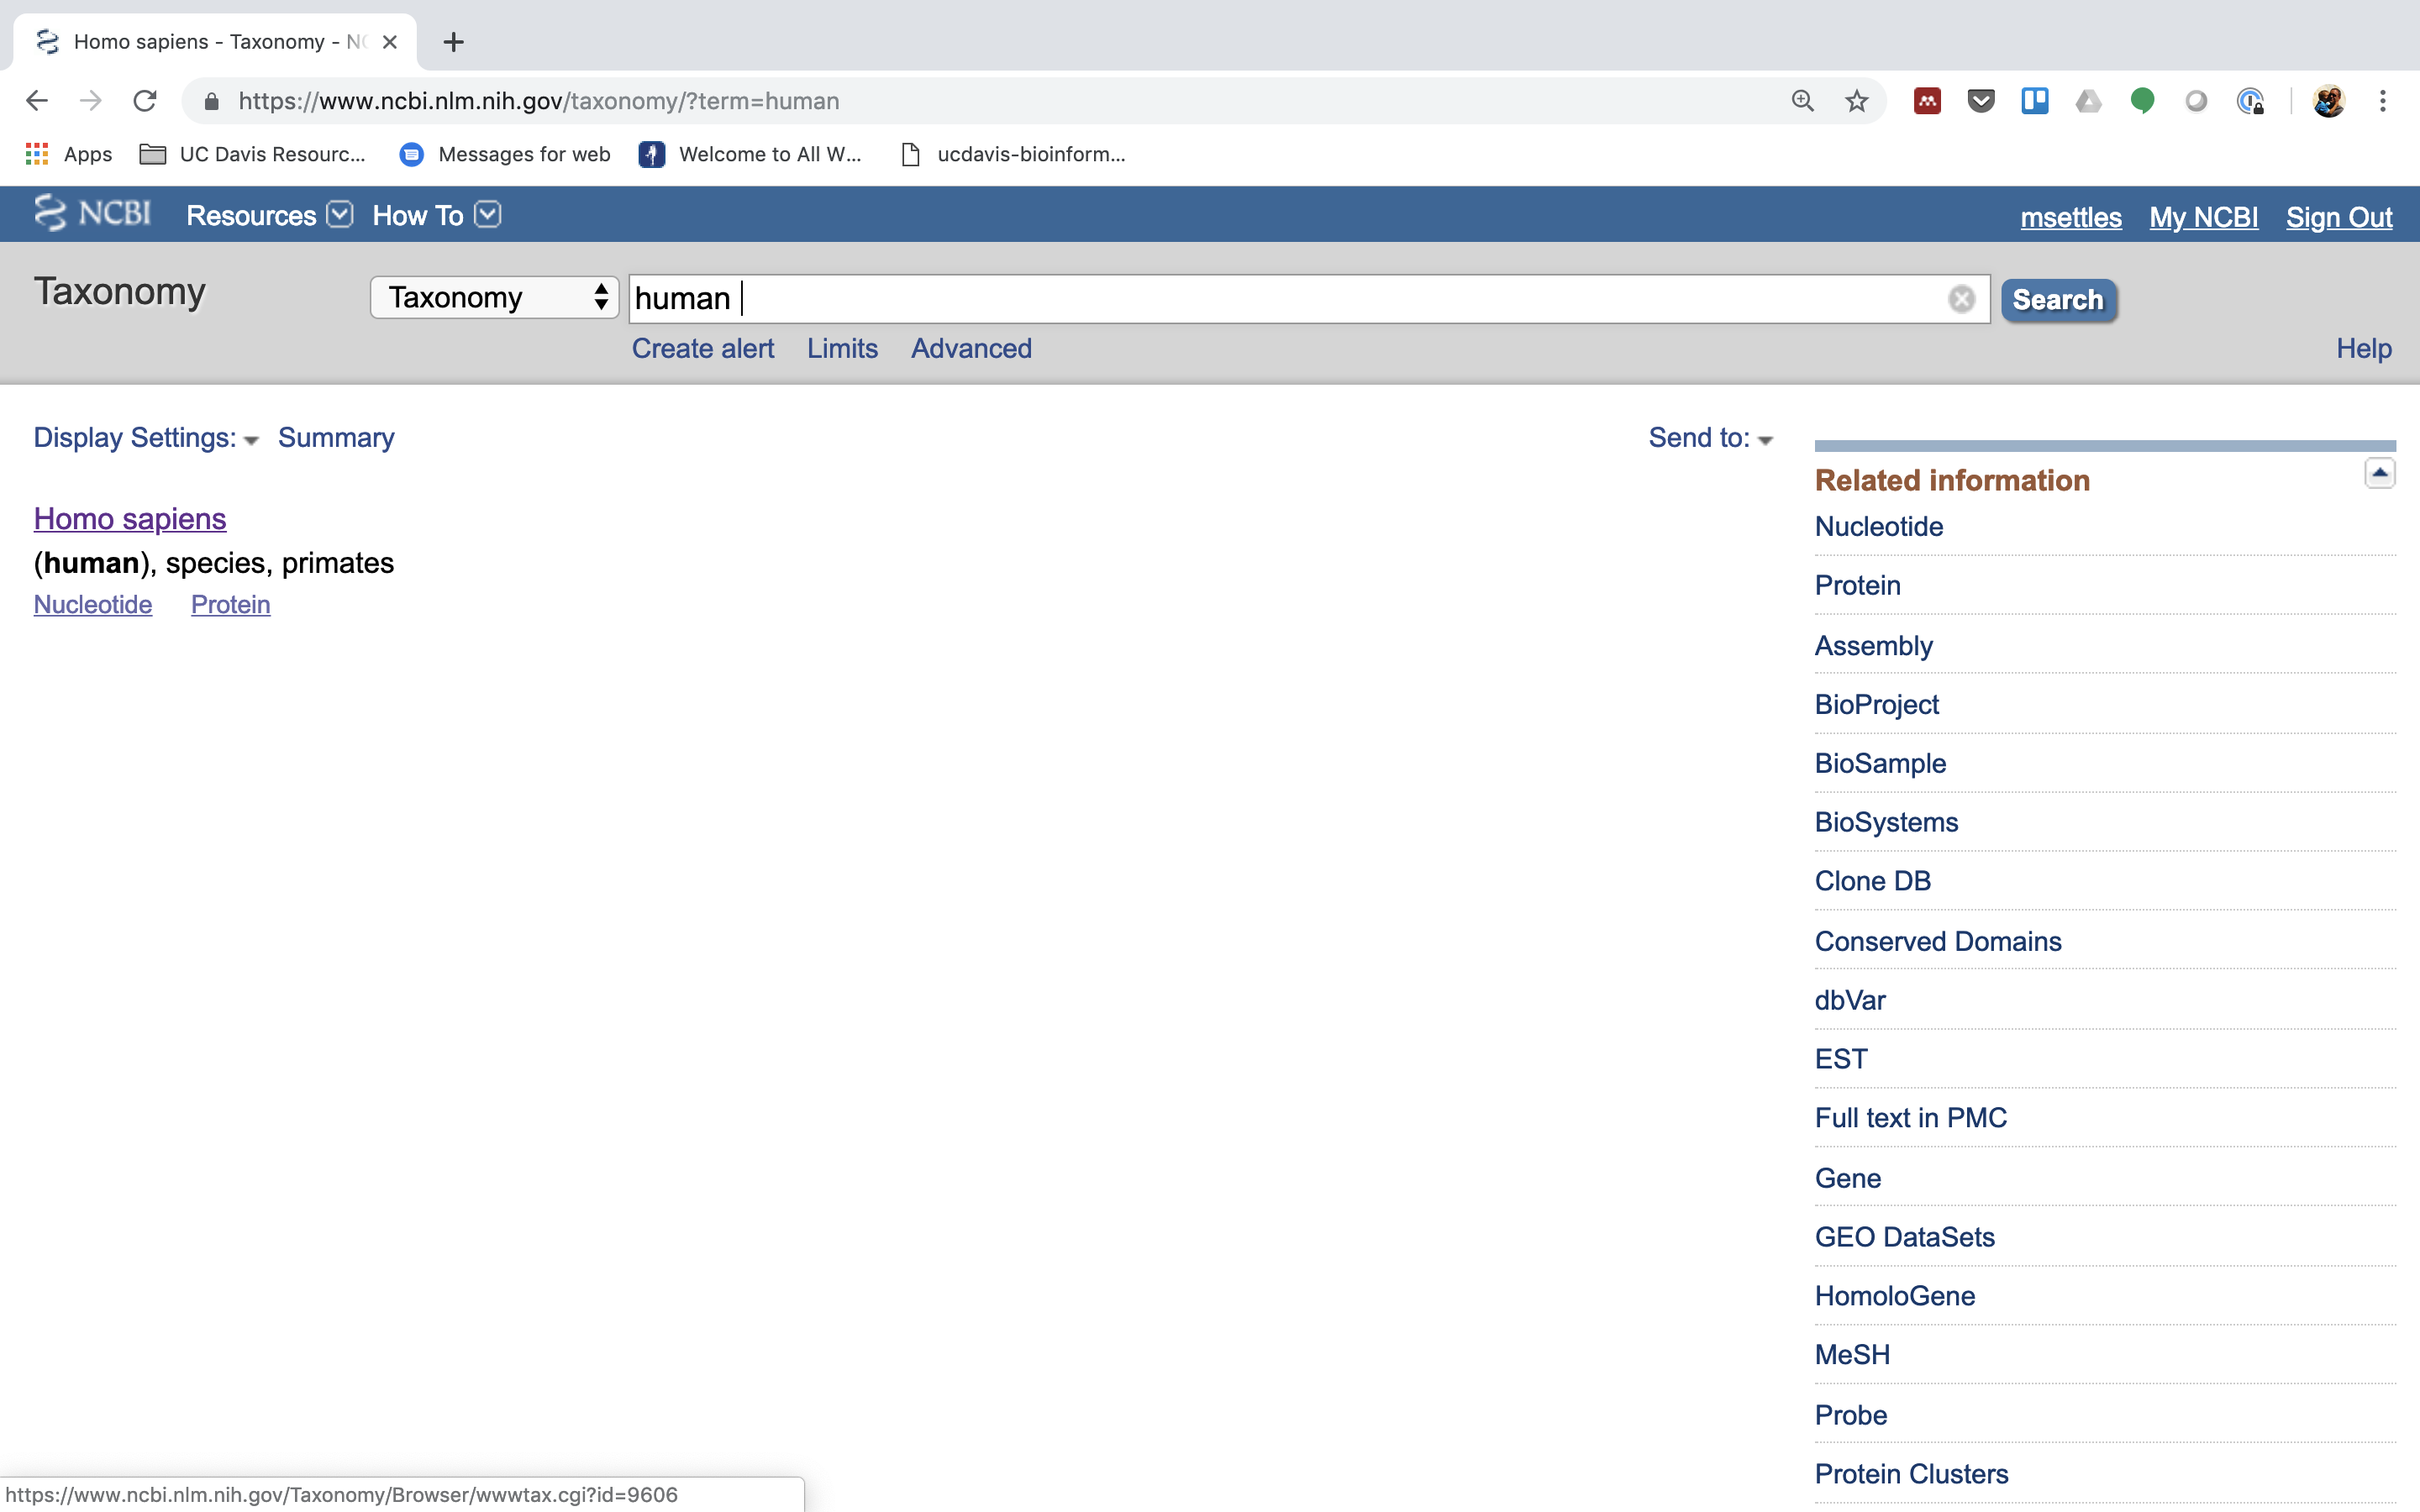 Homo sapiens - Taxonomy - NC
https://www.ncbi.nlm.nih.gov/taxonomy/?term=human
Apps UC Davis Resourc... Messages for web Welcome to All W... ucdavis-bioinform...
NCBI Resources How To msettles My NCBI Sign Out
Taxonomy Taxonomy human Search
Create alert Limits Advanced Help
Display Settings: Summary Send to:
Homo sapiens
(human), species, primates
Nucleotide Protein
Related information
Nucleotide
Protein
Assembly
BioProject
BioSample
BioSystems
Clone DB
Conserved Domains
dbVar
EST
Full text in PMC
Gene
GEO DataSets
HomoloGene
MeSH
Probe
Protein Clusters
https://www.ncbi.nlm.nih.gov/Taxonomy/Browser/wwwtax.cgi?id=9606